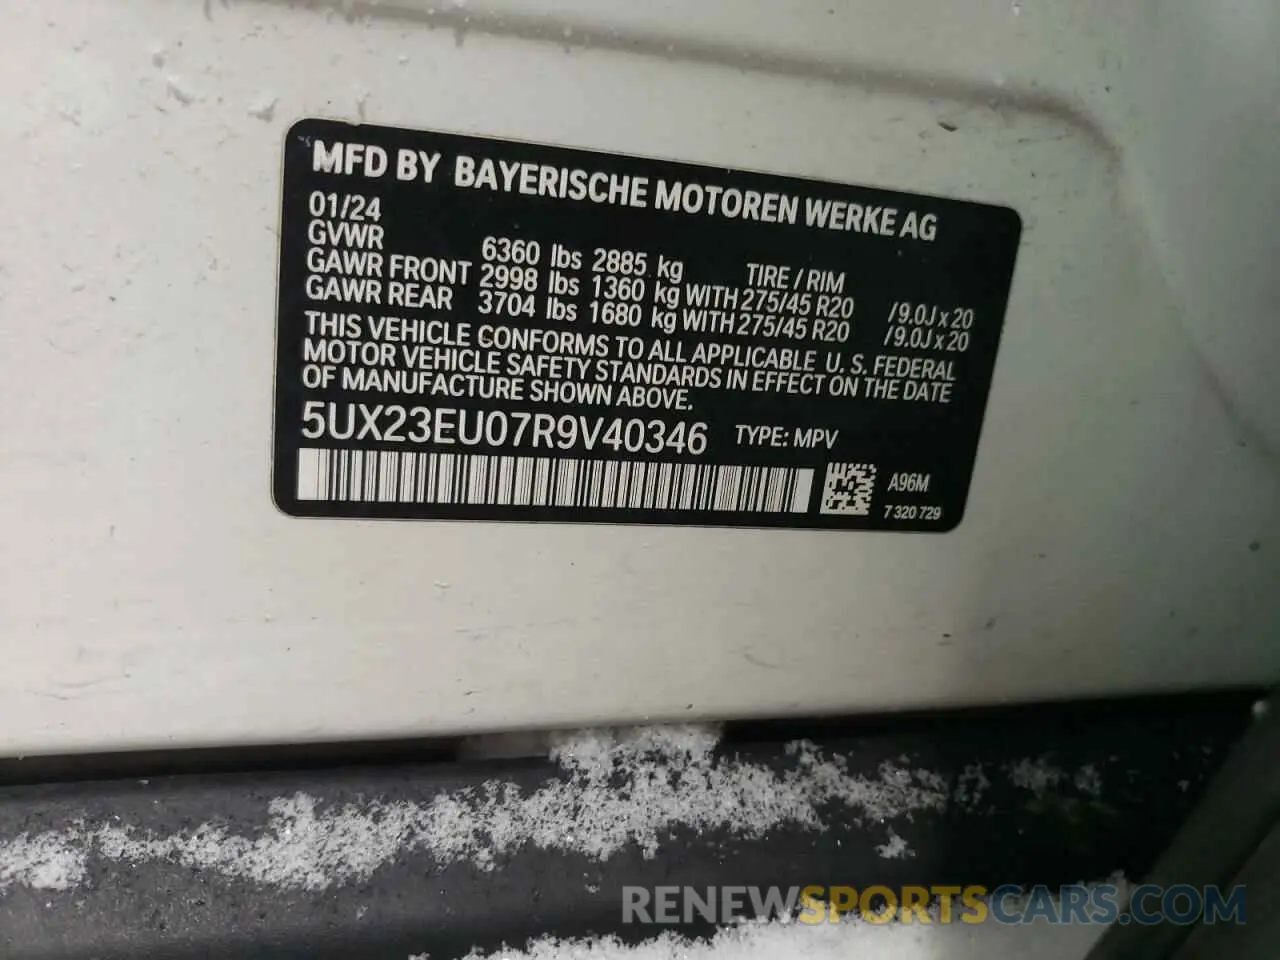 MFD BY BAYERISCHE MOTOREN WERKE AG
01/24
GVWR 6360 lbs 2885 kg TIRE / RIM
GAWR FRONT 2998 lbs 1360 kg WITH 275/45 R20 /9.0J x 20
GAWR REAR 3704 lbs 1680 kg WITH 275/45 R20 /9.0J x 20
THIS VEHICLE CONFORMS TO ALL APPLICABLE U. S. FEDERAL
MOTOR VEHICLE SAFETY STANDARDS IN EFFECT ON THE DATE
OF MANUFACTURE SHOWN ABOVE.
5UX23EU07R9V40346 TYPE: MPV
A96M
7 320 729
RENEWSPORTSCARS.COM